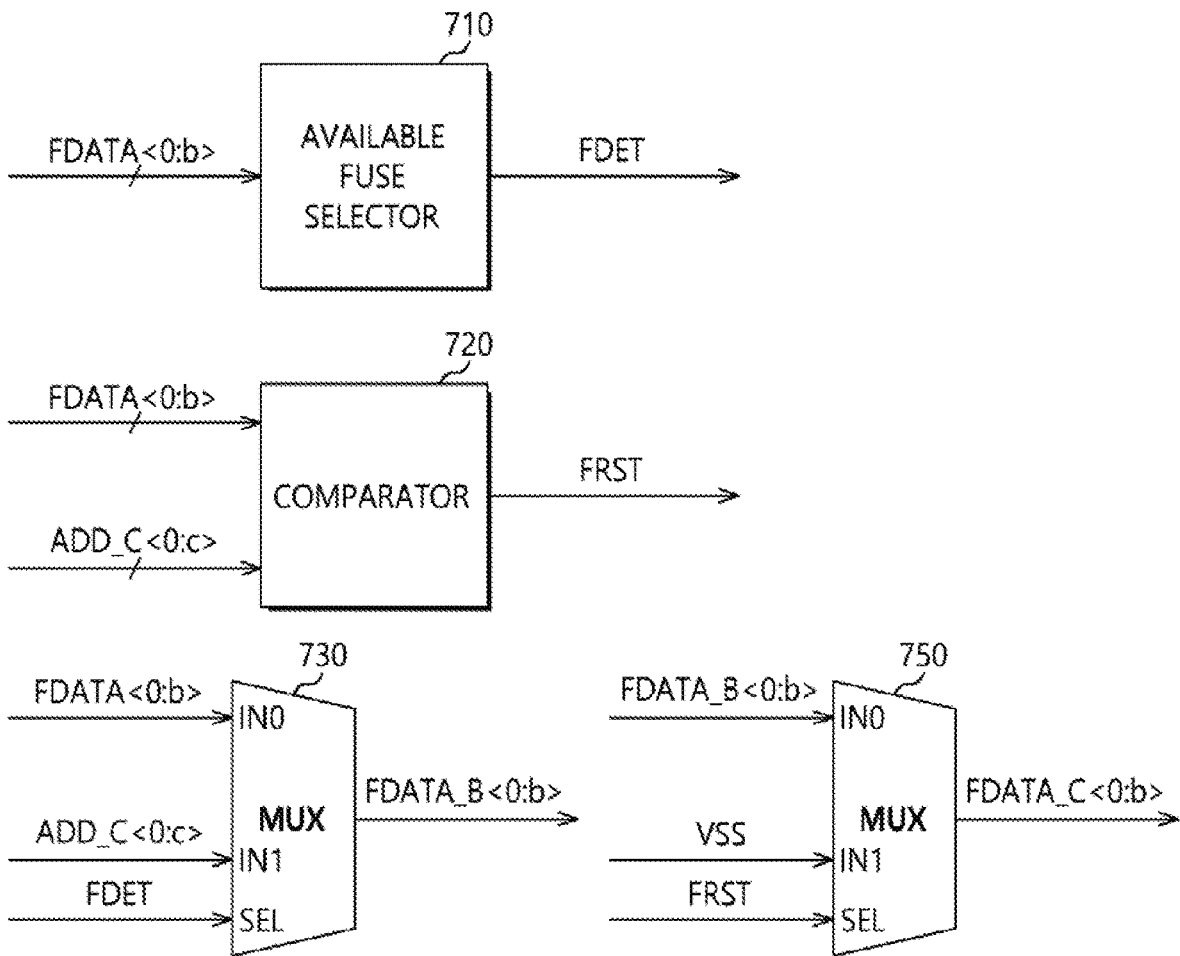 710
FDATA<0:b>
AVAILABLE
FUSE
SELECTOR
FDET
720
FDATA<0:b>
COMPARATOR
FRST
ADD_C<0:c>
730
FDATA<0:b>
IN0
MUX
FDATA_B<0:b>
ADD_C<0:c>
IN1
FDET
SEL
750
FDATA_B<0:b>
IN0
MUX
FDATA_C<0:b>
VSS
IN1
FRST
SEL